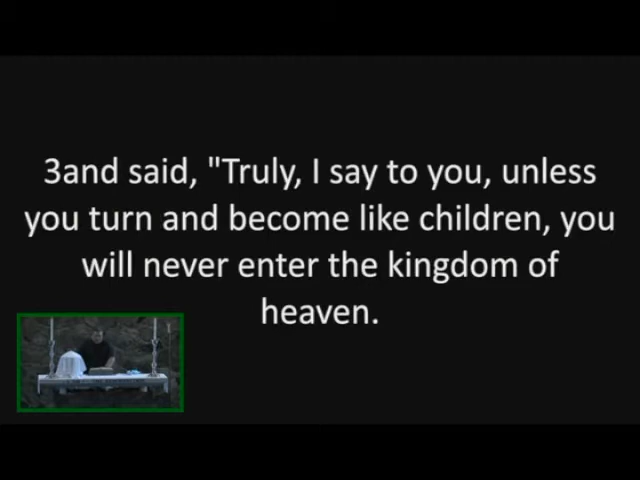 3and said, "Truly, I say to you, unless
you turn and become like children, you
will never enter the kingdom of
heaven.